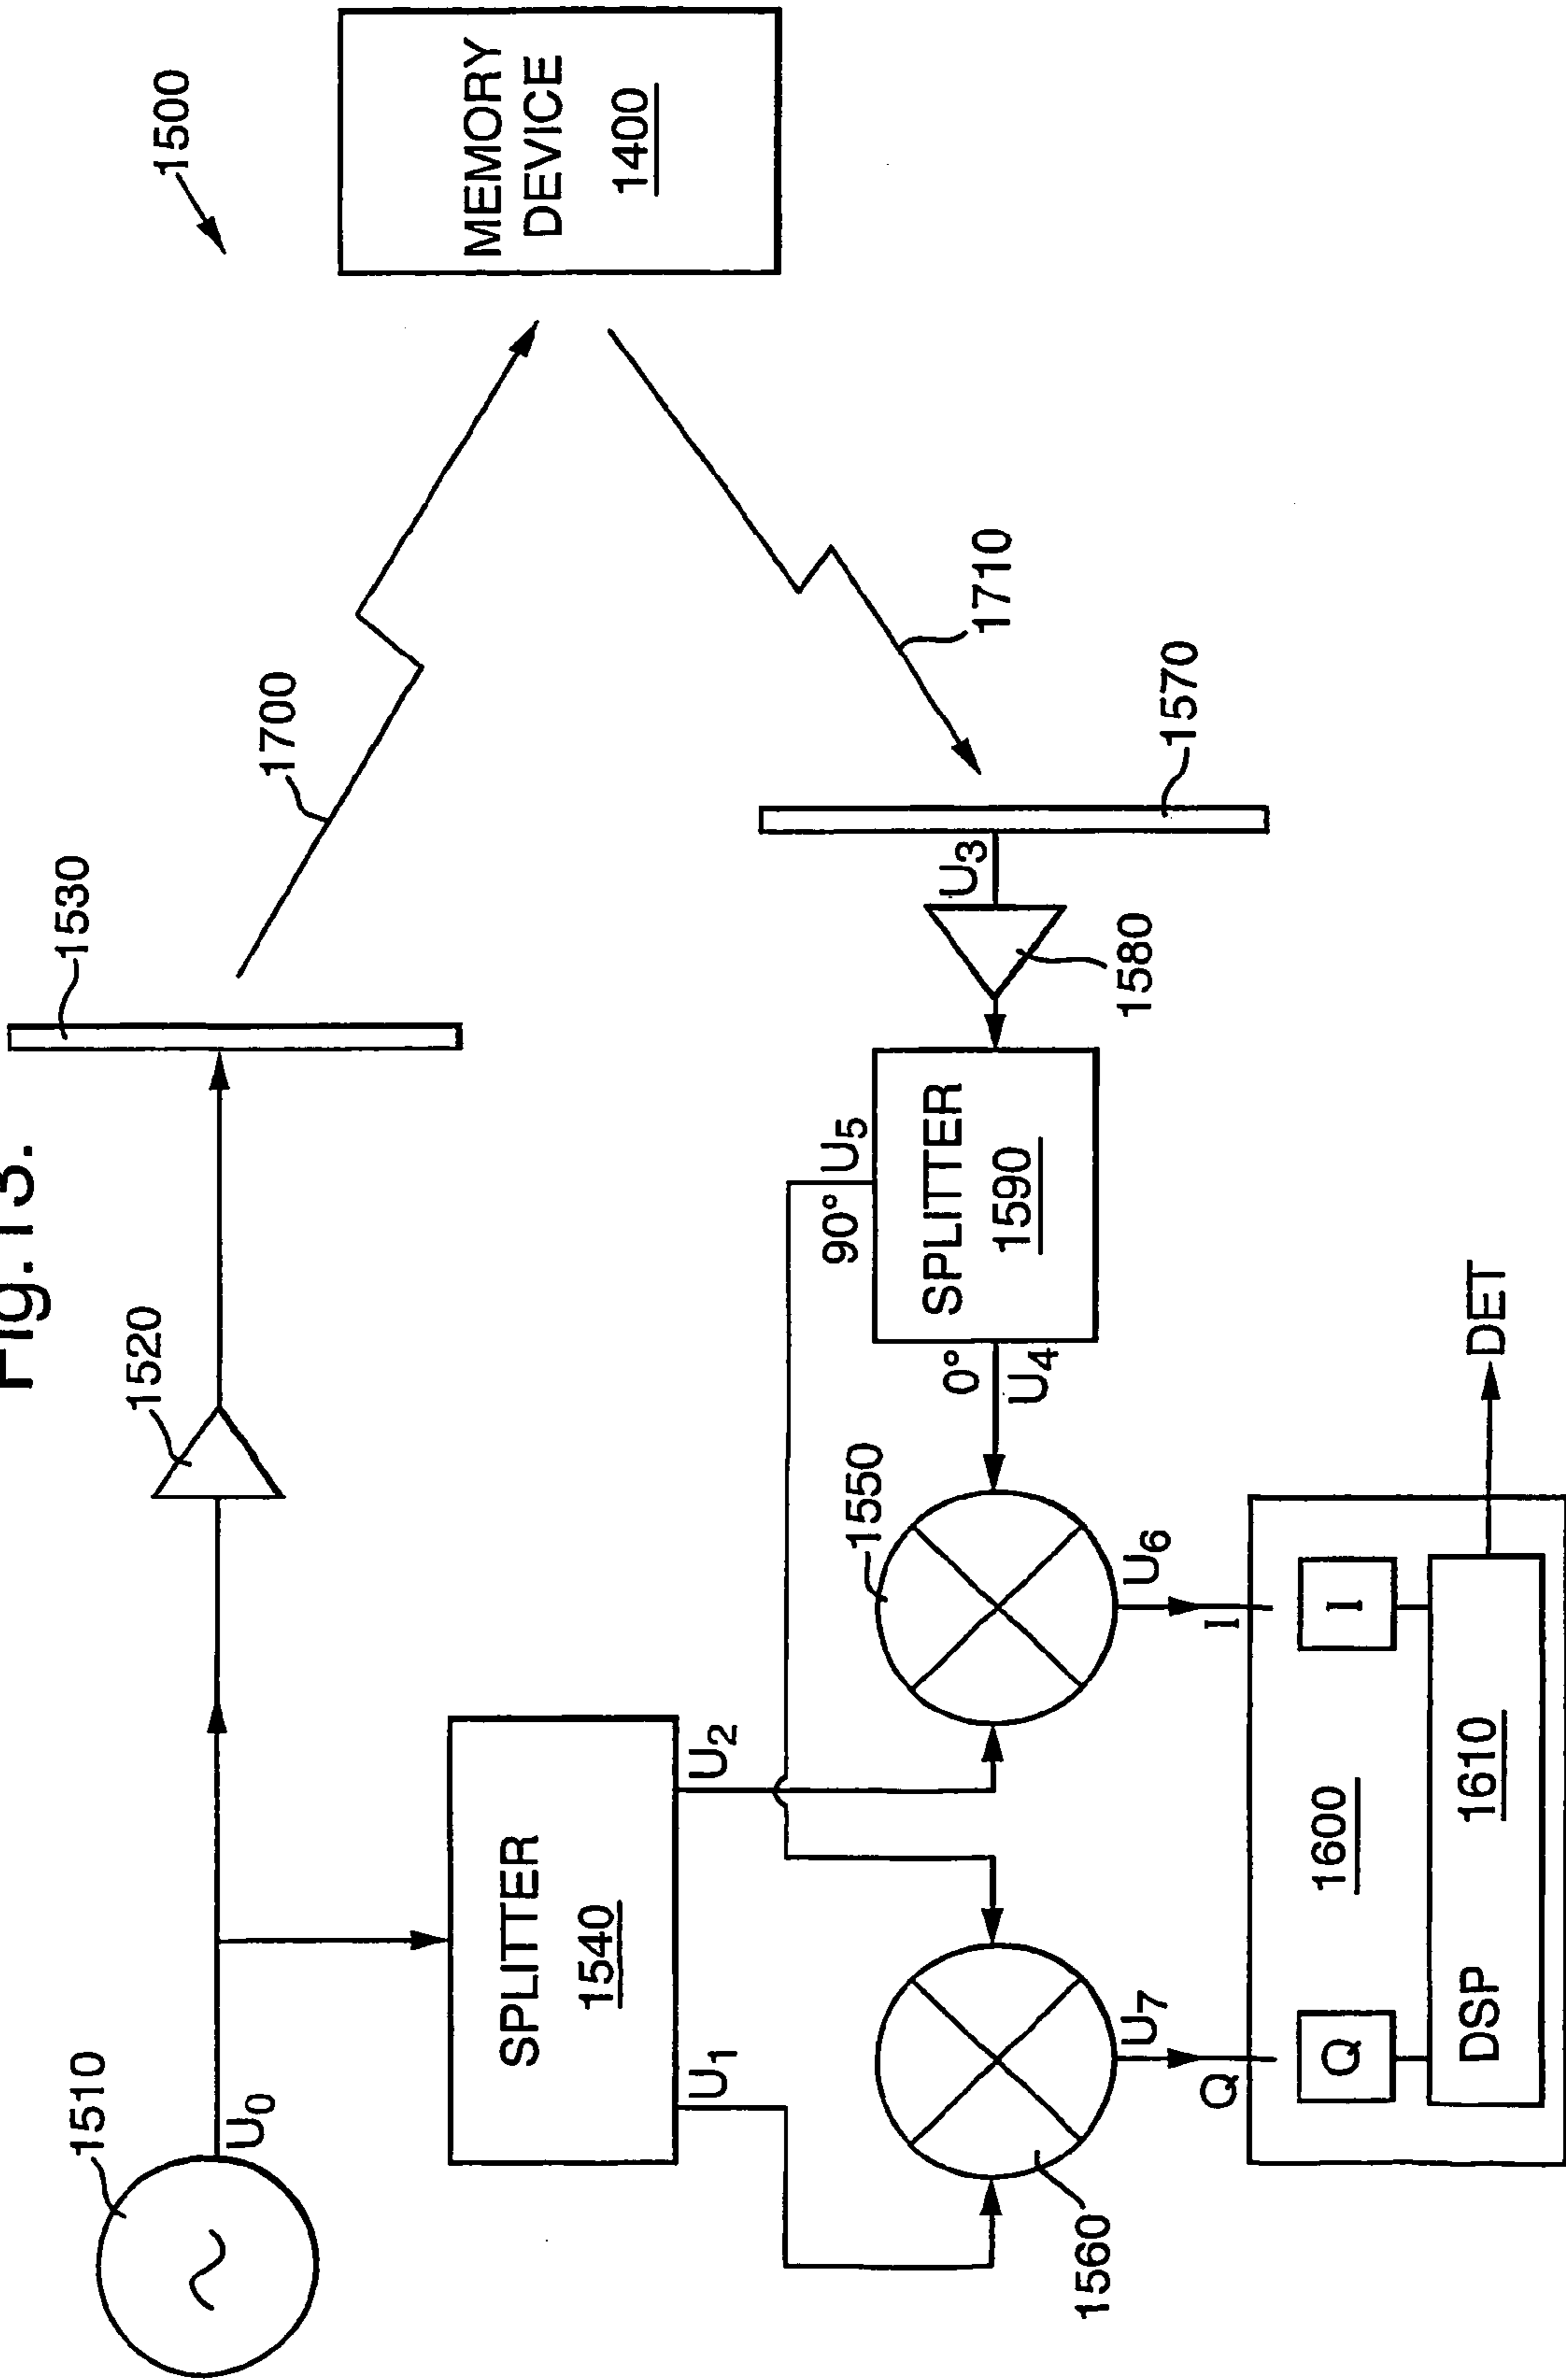 Fig.13.
1500
1510
U0
1520
1530
1700
MEMORY
DEVICE
1400
SPLITTER
1540
U1
U2
1710
1570
U3
1580
SPLITTER
1590
90°
U5
0°
U4
1550
1560
U6
I
U7
Q
1600
I
Q
DSP
1610
DET